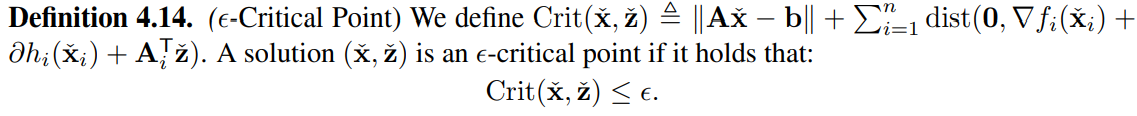 Definition 4.14. (ϵ-Critical Point) We define Crit(x̌, ž) ≜ ‖Ax̌ − b‖ + ∑ⁿᵢ₌₁ dist(0, ∇fᵢ(x̌ᵢ) +
∂hᵢ(x̌ᵢ) + Aᵢᵀž). A solution (x̌, ž) is an ϵ-critical point if it holds that:
Crit(x̌, ž) ≤ ϵ.